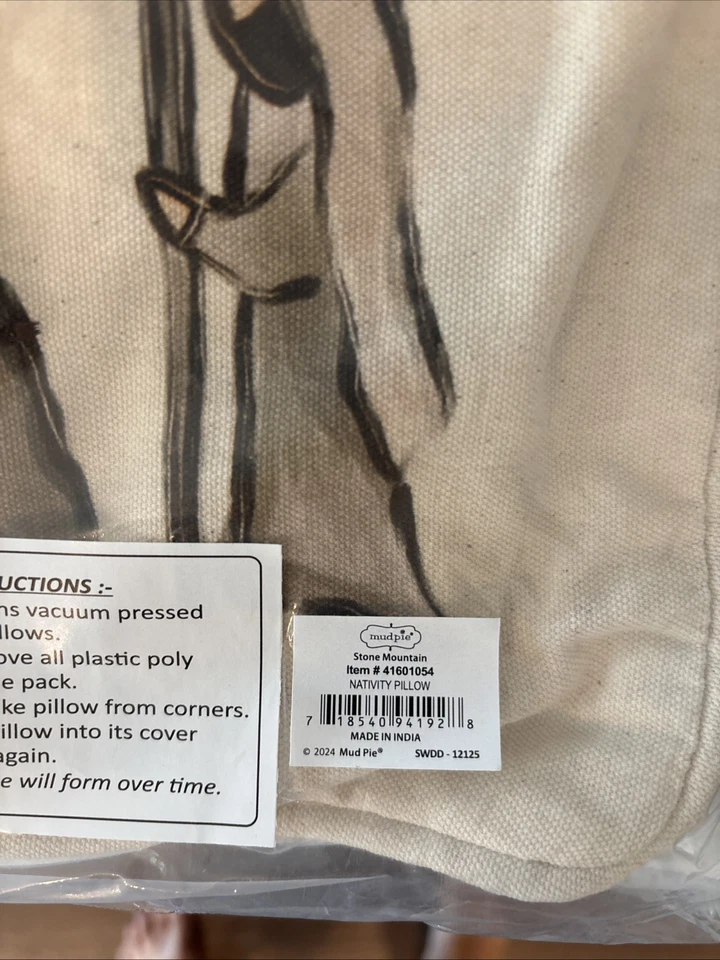 UCTIONS :-
ns vacuum pressed
llows.
ove all plastic poly
e pack.
ke pillow from corners.
illow into its cover
again.
e will form over time.
mudpie®
Stone Mountain
Item # 41601054
NATIVITY PILLOW
7 18540 94192 8
MADE IN INDIA
© 2024 Mud Pie® SWDD - 12125